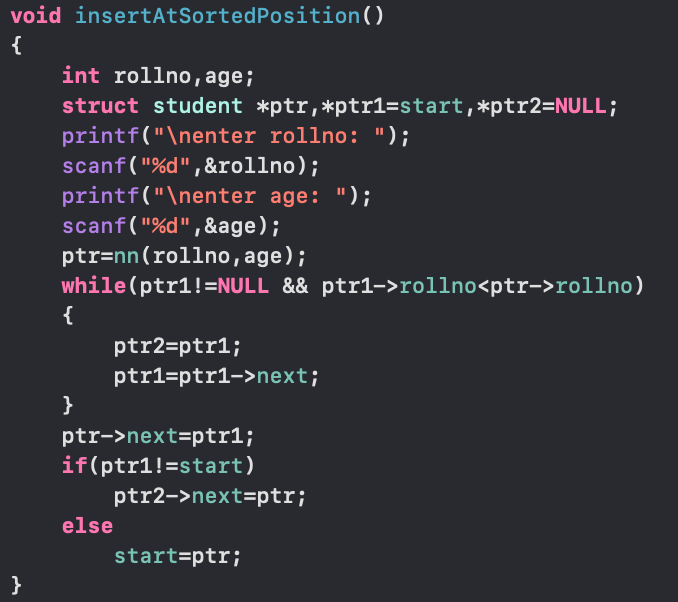 void insertAtSortedPosition()
{
    int rollno,age;
    struct student *ptr,*ptr1=start,*ptr2=NULL;
    printf("\nenter rollno: ");
    scanf("%d",&rollno);
    printf("\nenter age: ");
    scanf("%d",&age);
    ptr=nn(rollno,age);
    while(ptr1!=NULL && ptr1->rollno<ptr->rollno)
    {
        ptr2=ptr1;
        ptr1=ptr1->next;
    }
    ptr->next=ptr1;
    if(ptr1!=start)
        ptr2->next=ptr;
    else
        start=ptr;
}